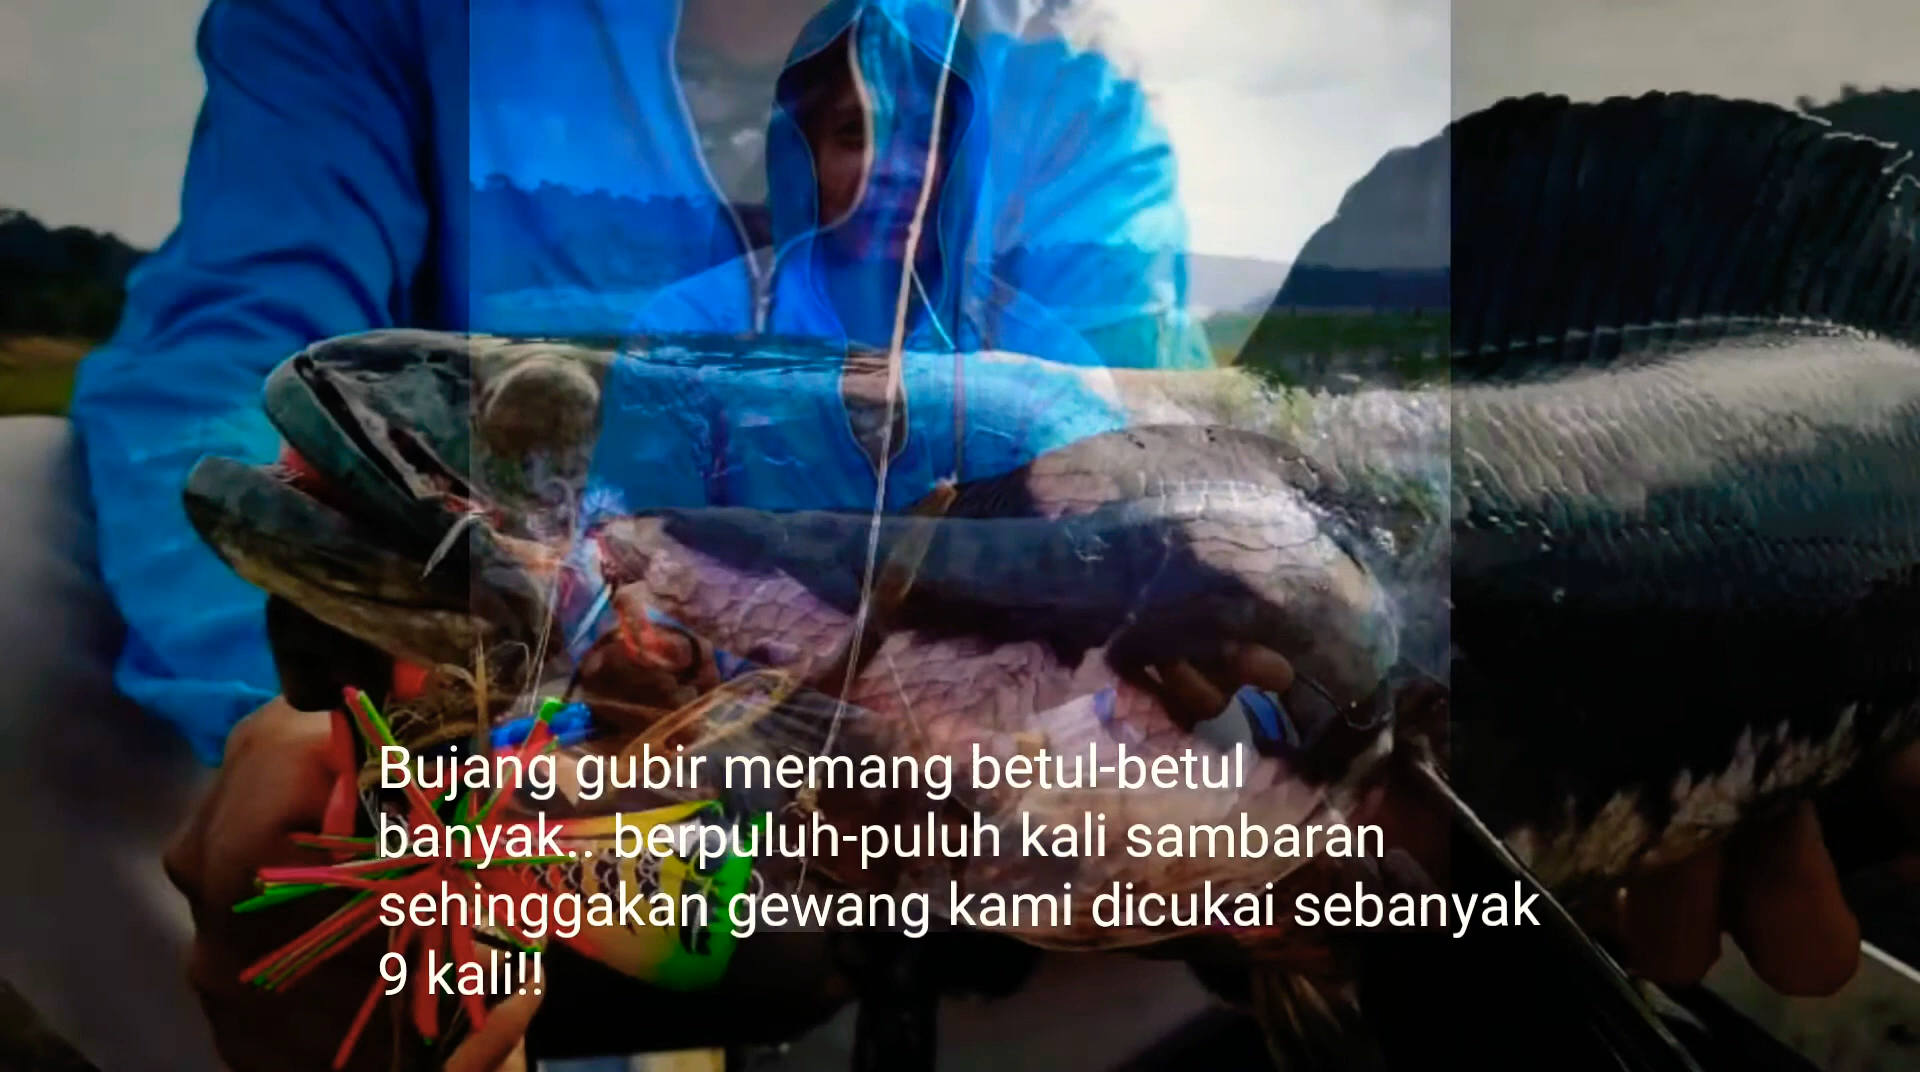 Bujang gubir memang betul-betul
banyak.. berpuluh-puluh kali sambaran
sehinggakan gewang kami dicukai sebanyak
9 kali!!